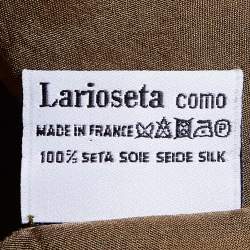 Larioseta como
MADE IN FRANCE
100% SETA SOIE SEIDE SILK